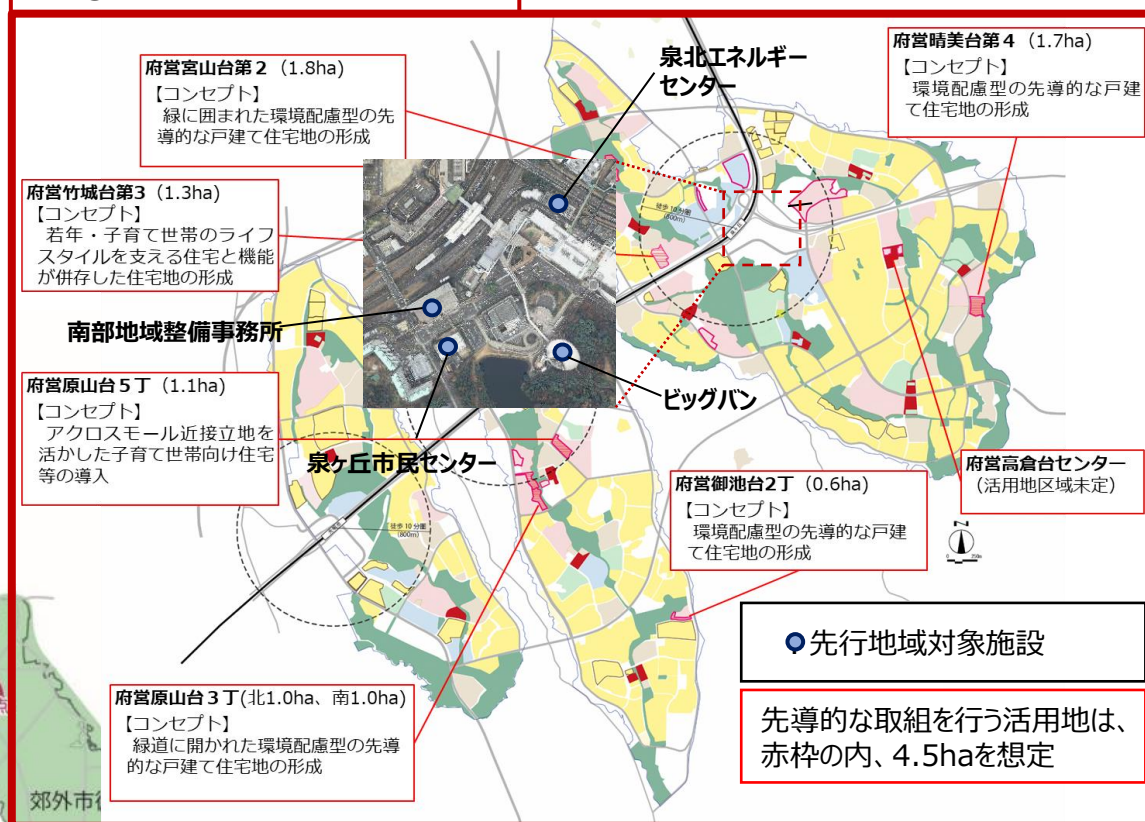 府営宮山台第２（1.8ha）
【コンセプト】
緑に囲まれた環境配慮型の先
導的な戸建て住宅地の形成
泉北エネルギー
センター
府営晴美台第４（1.7ha）
【コンセプト】
環境配慮型の先導的な戸建
て住宅地の形成
府営竹城台第3（1.3ha）
【コンセプト】
若年・子育て世帯のライフ
スタイルを支える住宅と機能
が併存した住宅地の形成
徒歩10分圏
(800m)
南部地域整備事務所
ビッグバン
府営原山台５丁（1.1ha）
【コンセプト】
アクロスモール近接立地を
活かした子育て世帯向け住宅
等の導入
泉ヶ丘市民センター
府営高倉台センター
（活用地区域未定）
府営御池台2丁（0.6ha）
【コンセプト】
環境配慮型の先導的な戸建
て住宅地の形成
徒歩10分圏
(800m)
N
先行地域対象施設
府営原山台３丁(北1.0ha、南1.0ha)
【コンセプト】
緑道に開かれた環境配慮型の先導
的な戸建て住宅地の形成
先導的な取組を行う活用地は、
赤枠の内、4.5haを想定
点
郊外市街